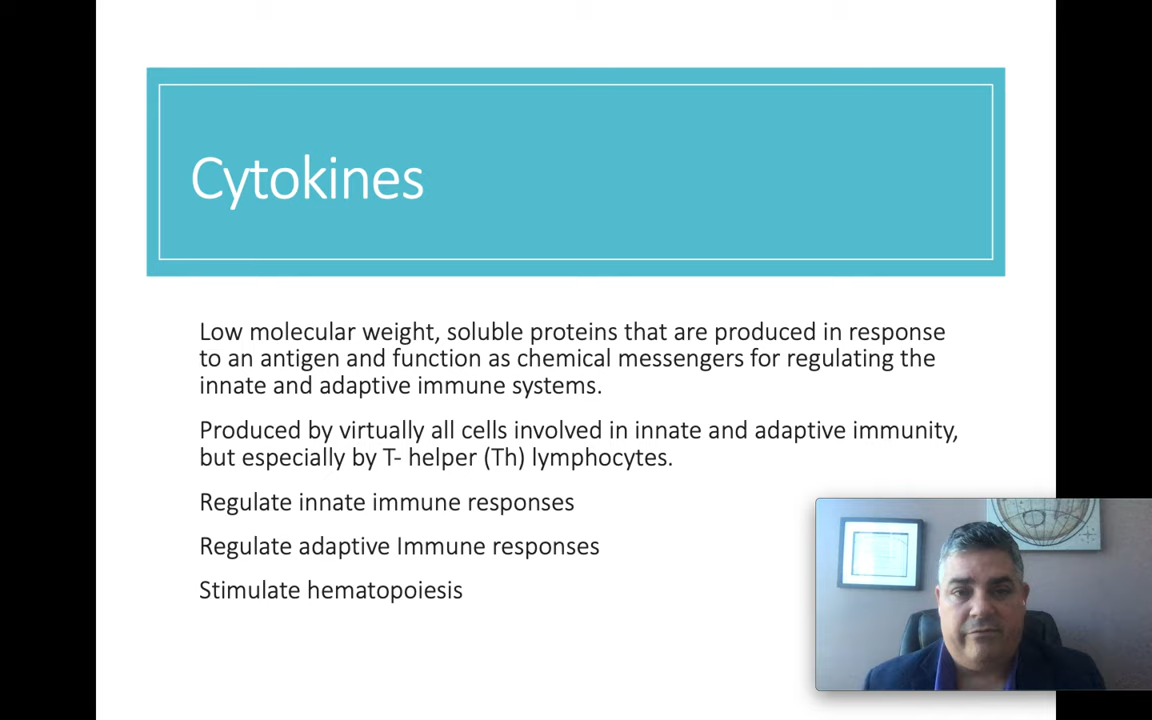 Cytokines
Low molecular weight, soluble proteins that are produced in response
to an antigen and function as chemical messengers for regulating the
innate and adaptive immune systems.
Produced by virtually all cells involved in innate and adaptive immunity,
but especially by T- helper (Th) lymphocytes.
Regulate innate immune responses
Regulate adaptive Immune responses
Stimulate hematopoiesis